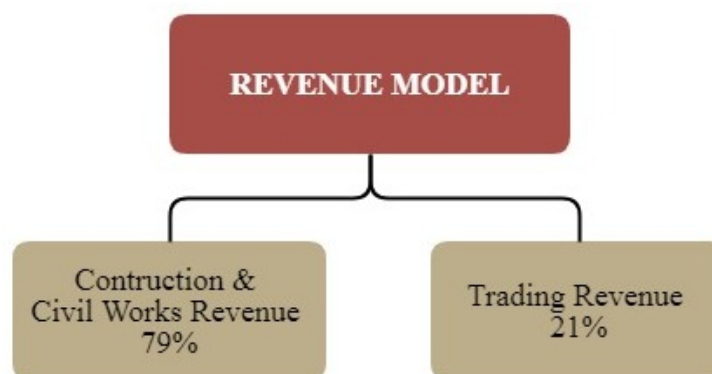 REVENUE MODEL
Contruction &
Civil Works Revenue
79%
Trading Revenue
21%